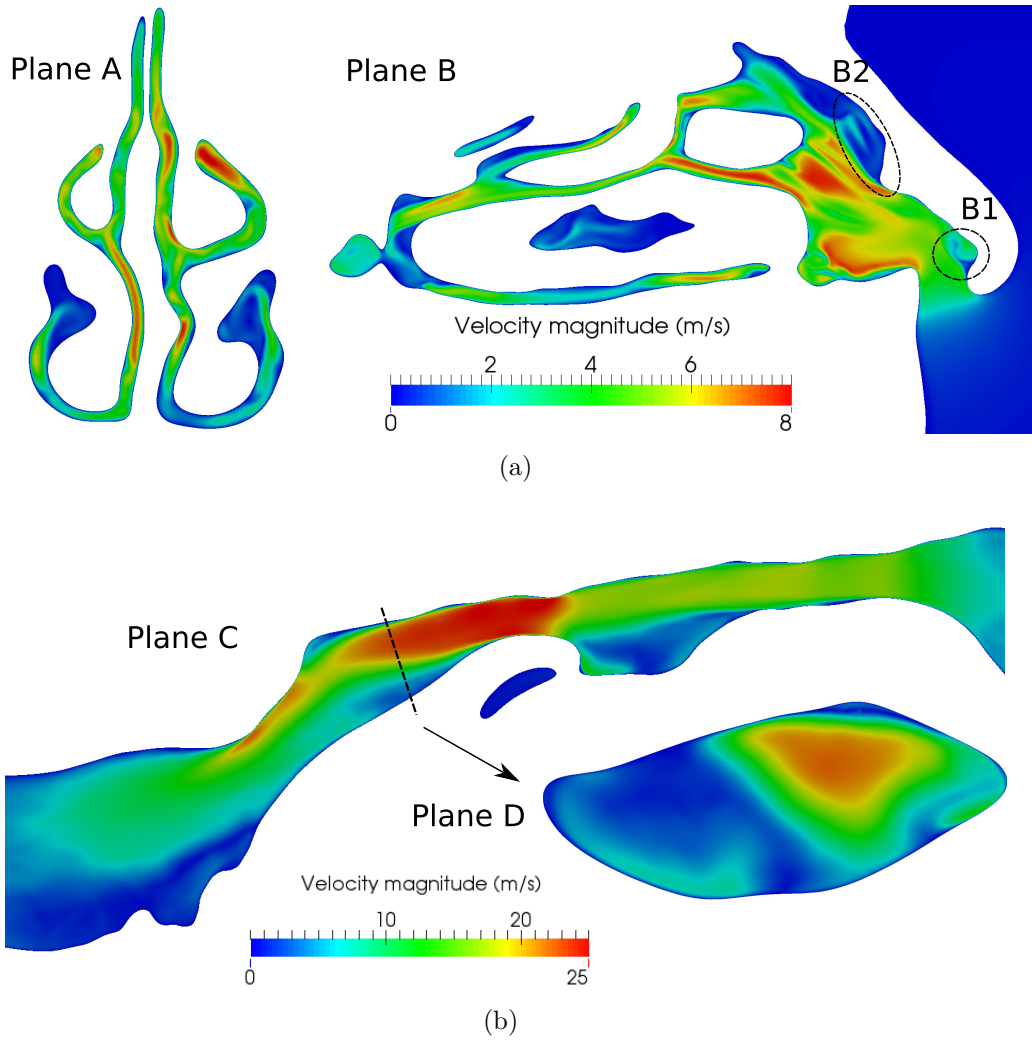 Plane A
Plane B
B2
B1
Velocity magnitude (m/s)
2 4 6
0 8
(a)
Plane C
Plane D
Velocity magnitude (m/s)
10 20
0 25
(b)